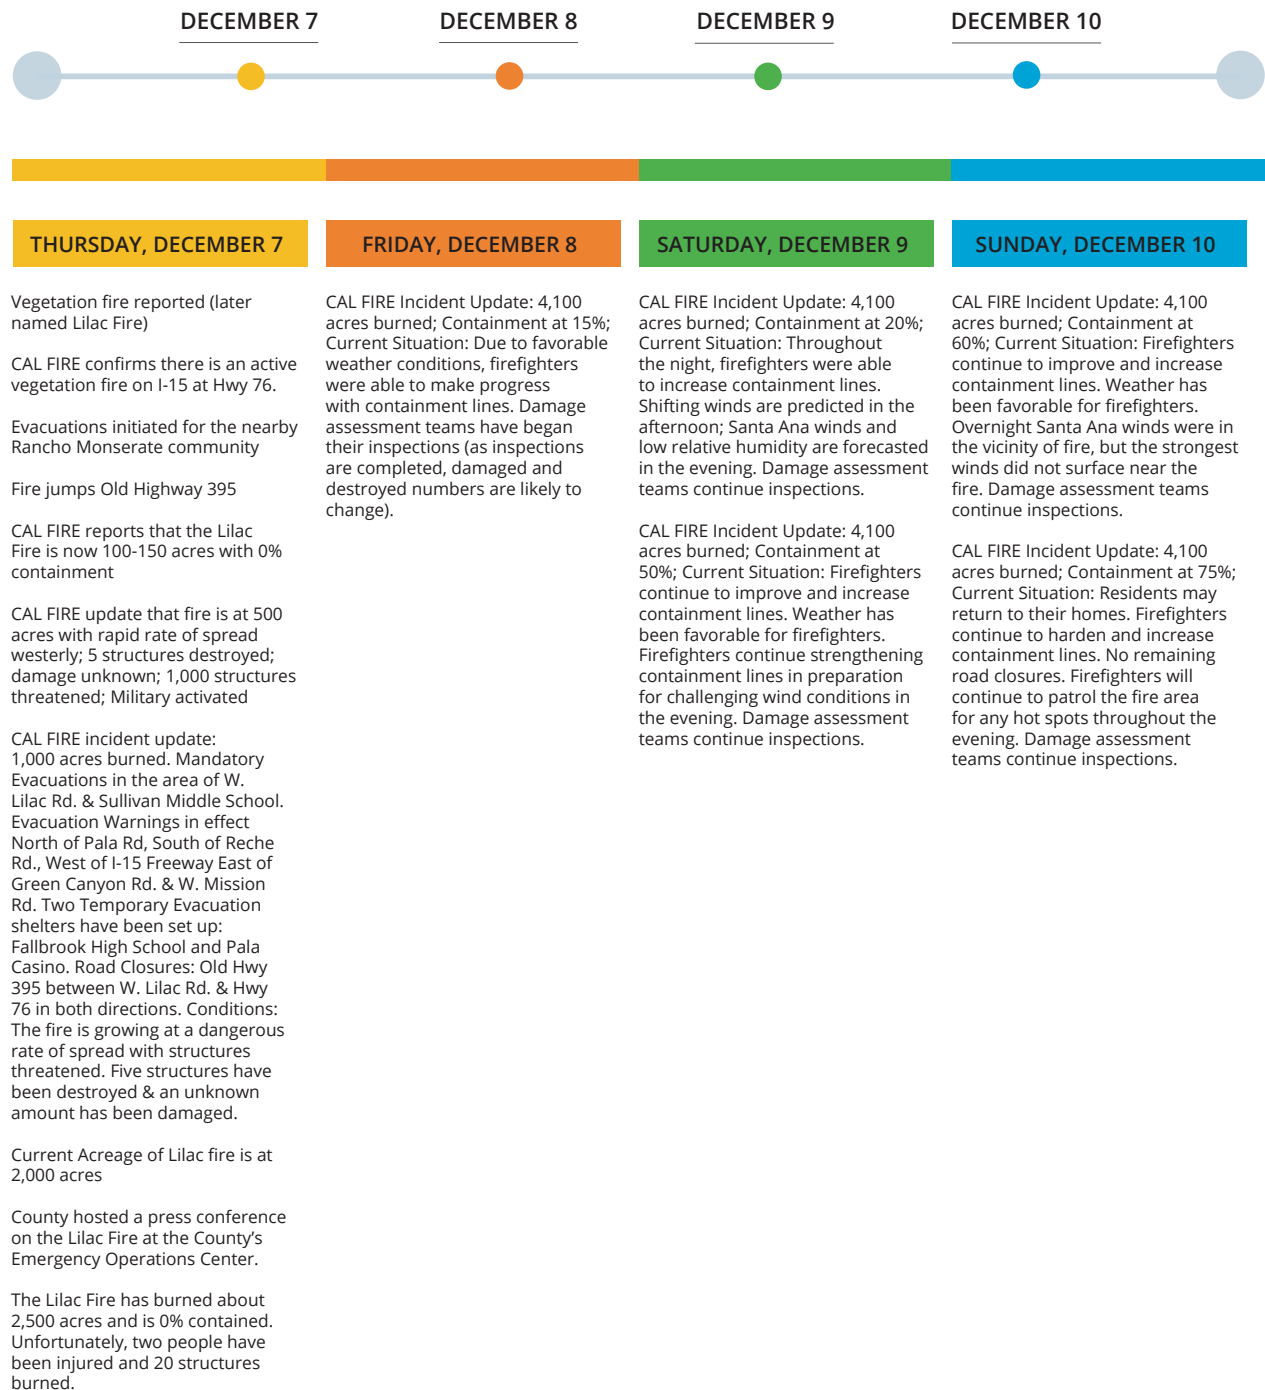 DECEMBER 7
DECEMBER 8
DECEMBER 9
DECEMBER 10
THURSDAY, DECEMBER 7
Vegetation fire reported (later
named Lilac Fire)
CAL FIRE confirms there is an active
vegetation fire on I-15 at Hwy 76.
Evacuations initiated for the nearby
Rancho Monserate community
Fire jumps Old Highway 395
CAL FIRE reports that the Lilac
Fire is now 100-150 acres with 0%
containment
CAL FIRE update that fire is at 500
acres with rapid rate of spread
westerly; 5 structures destroyed;
damage unknown; 1,000 structures
threatened; Military activated
CAL FIRE incident update:
1,000 acres burned. Mandatory
Evacuations in the area of W.
Lilac Rd. & Sullivan Middle School.
Evacuation Warnings in effect
North of Pala Rd, South of Reche
Rd., West of I-15 Freeway East of
Green Canyon Rd. & W. Mission
Rd. Two Temporary Evacuation
shelters have been set up:
Fallbrook High School and Pala
Casino. Road Closures: Old Hwy
395 between W. Lilac Rd. & Hwy
76 in both directions. Conditions:
The fire is growing at a dangerous
rate of spread with structures
threatened. Five structures have
been destroyed & an unknown
amount has been damaged.
Current Acreage of Lilac fire is at
2,000 acres
County hosted a press conference
on the Lilac Fire at the County’s
Emergency Operations Center.
The Lilac Fire has burned about
2,500 acres and is 0% contained.
Unfortunately, two people have
been injured and 20 structures
burned.
FRIDAY, DECEMBER 8
CAL FIRE Incident Update: 4,100
acres burned; Containment at 15%;
Current Situation: Due to favorable
weather conditions, firefighters
were able to make progress
with containment lines. Damage
assessment teams have began
their inspections (as inspections
are completed, damaged and
destroyed numbers are likely to
change).
SATURDAY, DECEMBER 9
CAL FIRE Incident Update: 4,100
acres burned; Containment at 20%;
Current Situation: Throughout
the night, firefighters were able
to increase containment lines.
Shifting winds are predicted in the
afternoon; Santa Ana winds and
low relative humidity are forecasted
in the evening. Damage assessment
teams continue inspections.
CAL FIRE Incident Update: 4,100
acres burned; Containment at
50%; Current Situation: Firefighters
continue to improve and increase
containment lines. Weather has
been favorable for firefighters.
Firefighters continue strengthening
containment lines in preparation
for challenging wind conditions in
the evening. Damage assessment
teams continue inspections.
SUNDAY, DECEMBER 10
CAL FIRE Incident Update: 4,100
acres burned; Containment at
60%; Current Situation: Firefighters
continue to improve and increase
containment lines. Weather has
been favorable for firefighters.
Overnight Santa Ana winds were in
the vicinity of fire, but the strongest
winds did not surface near the
fire. Damage assessment teams
continue inspections.
CAL FIRE Incident Update: 4,100
acres burned; Containment at 75%;
Current Situation: Residents may
return to their homes. Firefighters
continue to harden and increase
containment lines. No remaining
road closures. Firefighters will
continue to patrol the fire area
for any hot spots throughout the
evening. Damage assessment
teams continue inspections.